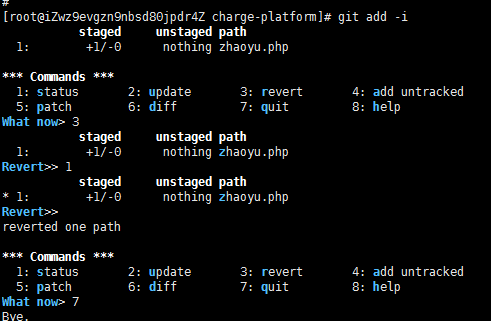 #
[root@iZwz9evgzn9nbsd80jpdr4Z charge-platform]# git add -i
           staged     unstaged path
  1:        +1/-0      nothing zhaoyu.php

*** Commands ***
  1: status       2: update       3: revert       4: add untracked
  5: patch        6: diff         7: quit         8: help
What now> 3
           staged     unstaged path
  1:        +1/-0      nothing zhaoyu.php
Revert>> 1
           staged     unstaged path
* 1:        +1/-0      nothing zhaoyu.php
Revert>>
reverted one path

*** Commands ***
  1: status       2: update       3: revert       4: add untracked
  5: patch        6: diff         7: quit         8: help
What now> 7
Bye.